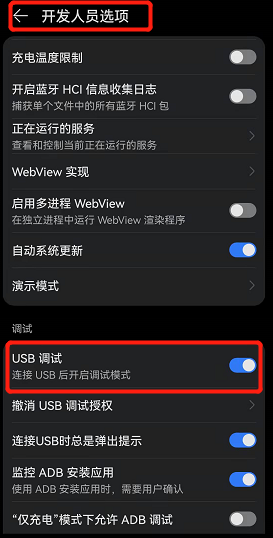 开发人员选项
充电温度限制
开启蓝牙 HCI 信息收集日志
捕获单个文件中的所有蓝牙 HCI 包
正在运行的服务
查看和控制当前正在运行的服务
WebView 实现
启用多进程 WebView
在独立进程中运行 WebView 渲染程序
自动系统更新
演示模式
调试
USB 调试
连接 USB 后开启调试模式
撤消 USB 调试授权
连接USB时总是弹出提示
监控 ADB 安装应用
使用 ADB 安装应用时，需要用户确认
“仅充电”模式下允许 ADB 调试